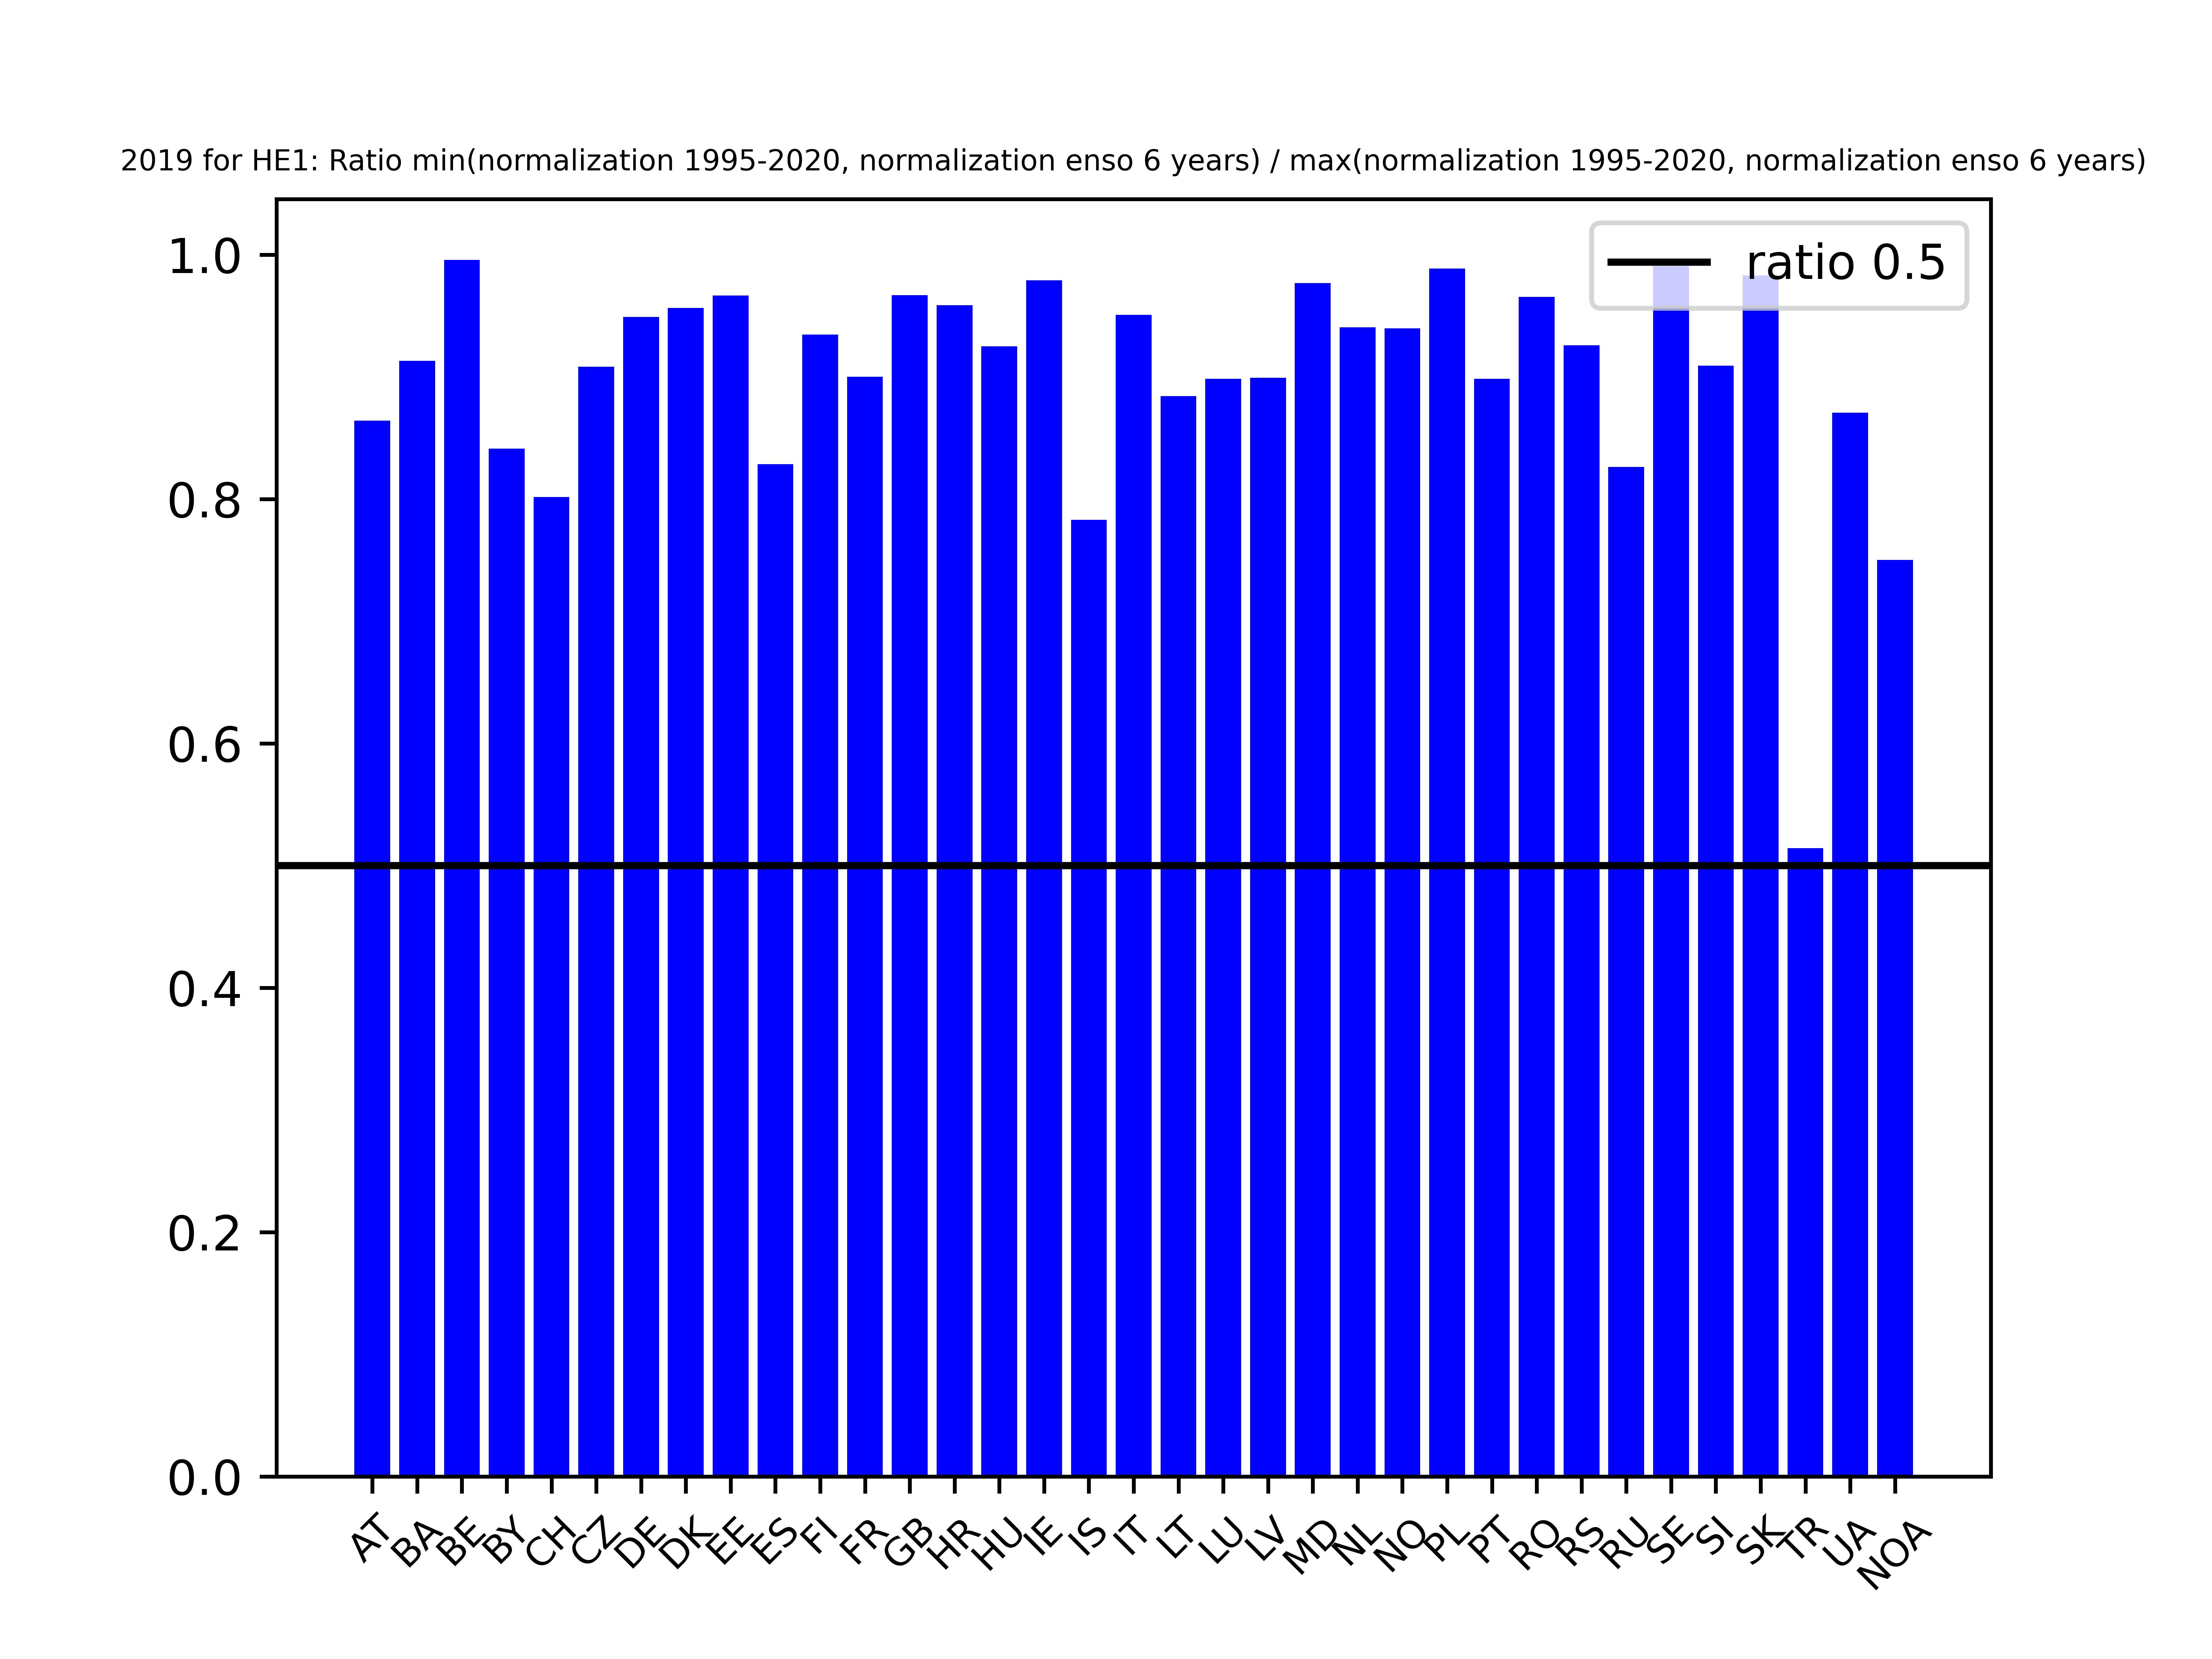 2019 for HE1: Ratio min(normalization 1995-2020, normalization enso 6 years) / max(normalization 1995-2020, normalization enso 6 years)
ratio 0.5
1.0
0.8
0.6
0.4
0.2
0.0
AT BA BE BY CH CZ DE DK EE ES FI FR GB HR HU IE IS IT LT LU LV MD NL NO PL PT RO RS RU SE SI SK TR UA NOA